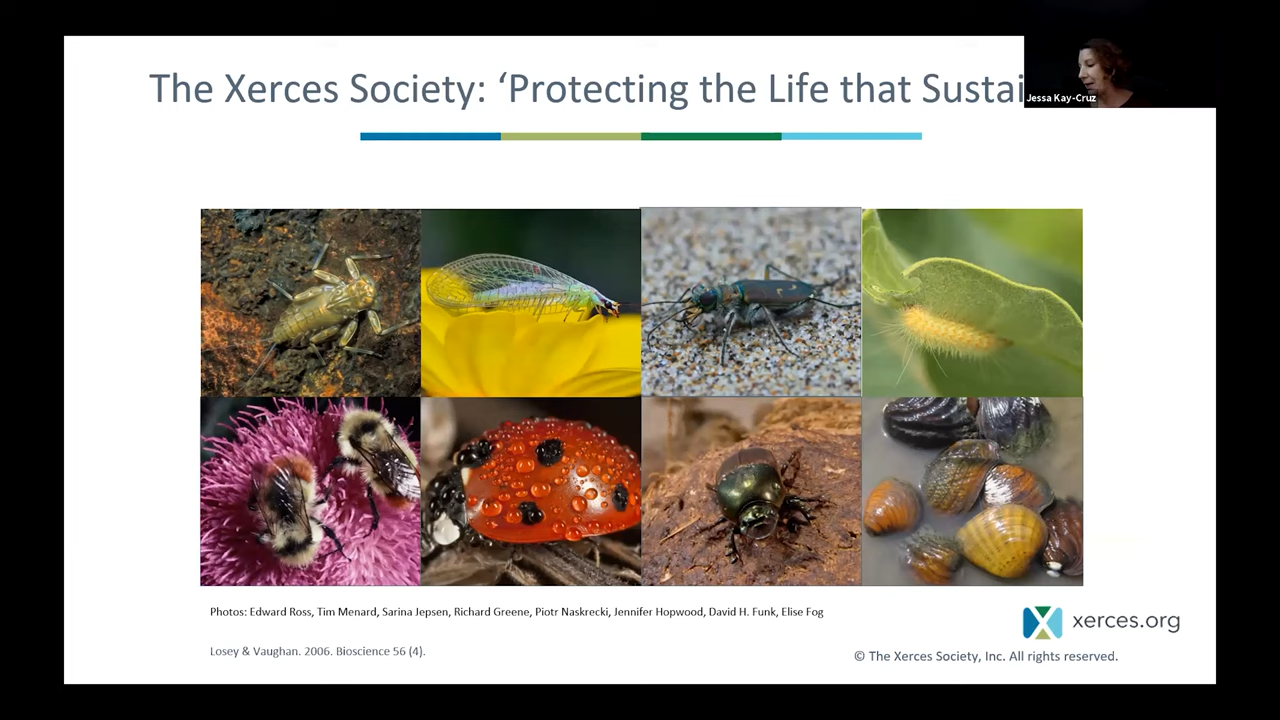 The Xerces Society: ‘Protecting the Life that Sustai
Jessa Kay-Cruz
Photos: Edward Ross, Tim Menard, Sarina Jepsen, Richard Greene, Piotr Naskrecki, Jennifer Hopwood, David H. Funk, Elise Fog
xerces.org
Losey & Vaughan. 2006. Bioscience 56 (4).
© The Xerces Society, Inc. All rights reserved.